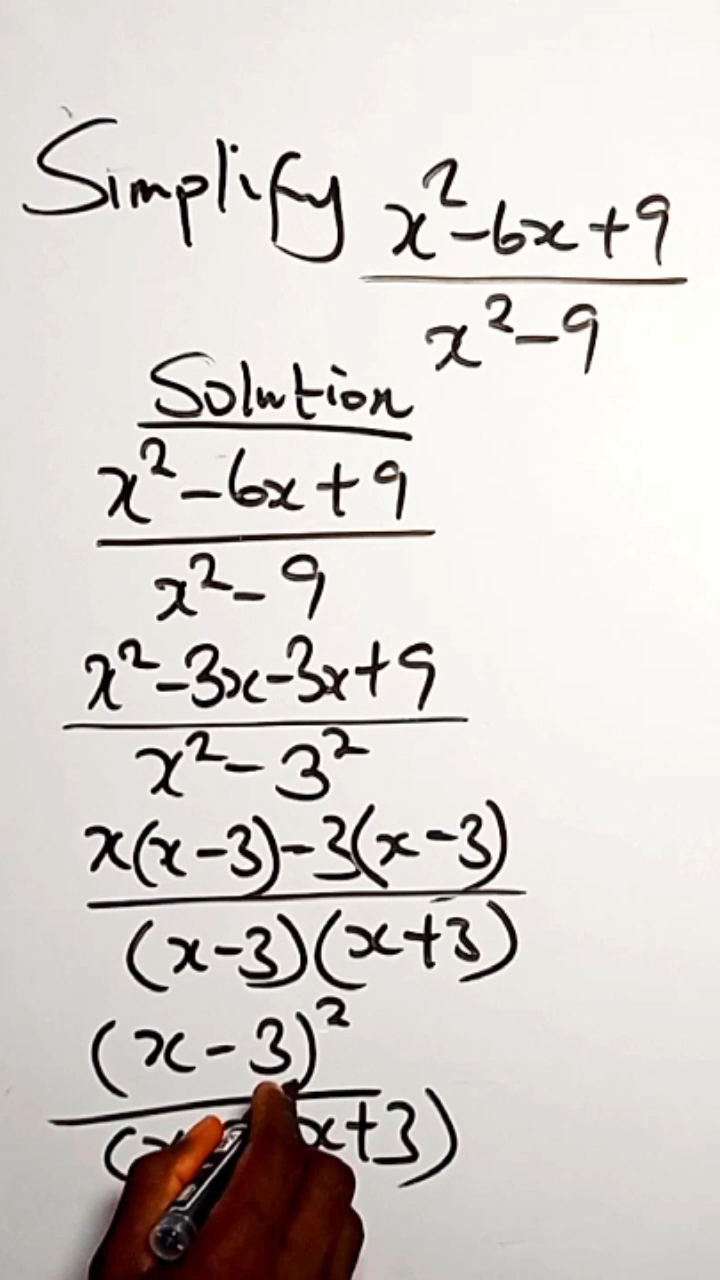 Simplify x²-6x+9
x²-9
Solution
x²-6x+9
x²-9
x²-3x-3x+9
x²-3²
x(x-3)-3(x-3)
(x-3)(x+3)
(x-3)²
(x x+3)